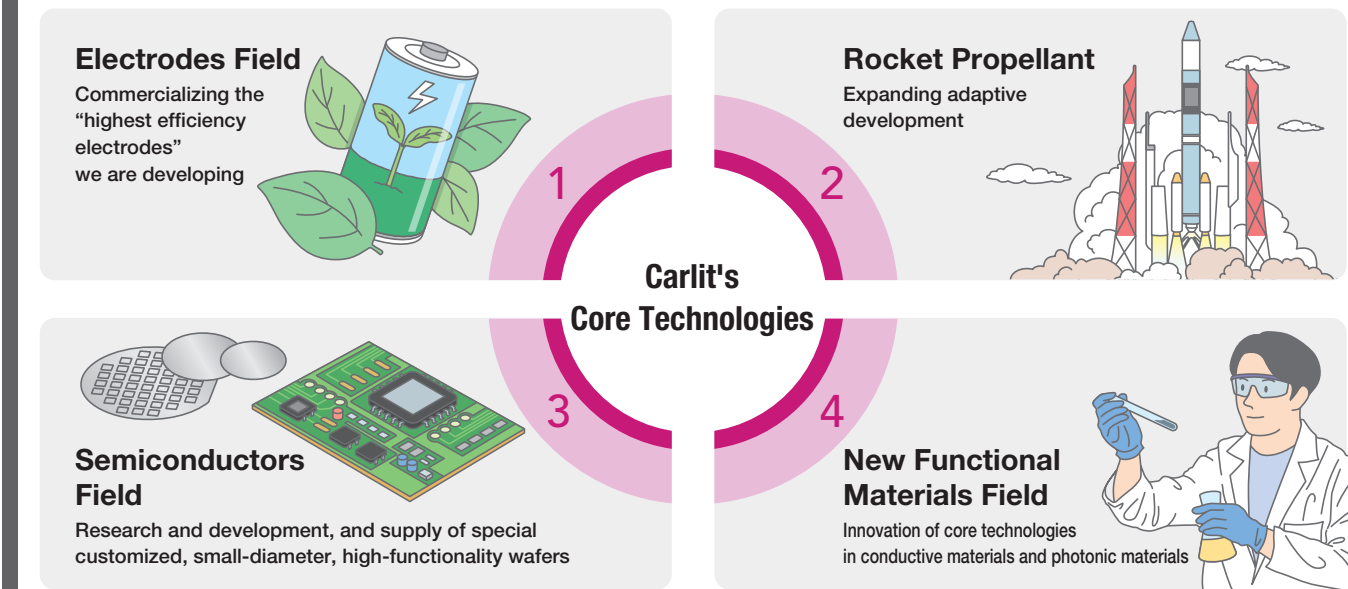 Electrodes Field
Commercializing the
“highest efficiency
electrodes”
we are developing
1
Rocket Propellant
Expanding adaptive
development
2
Carlit's
Core Technologies
3
Semiconductors
Field
Research and development, and supply of special
customized, small-diameter, high-functionality wafers
4
New Functional
Materials Field
Innovation of core technologies
in conductive materials and photonic materials